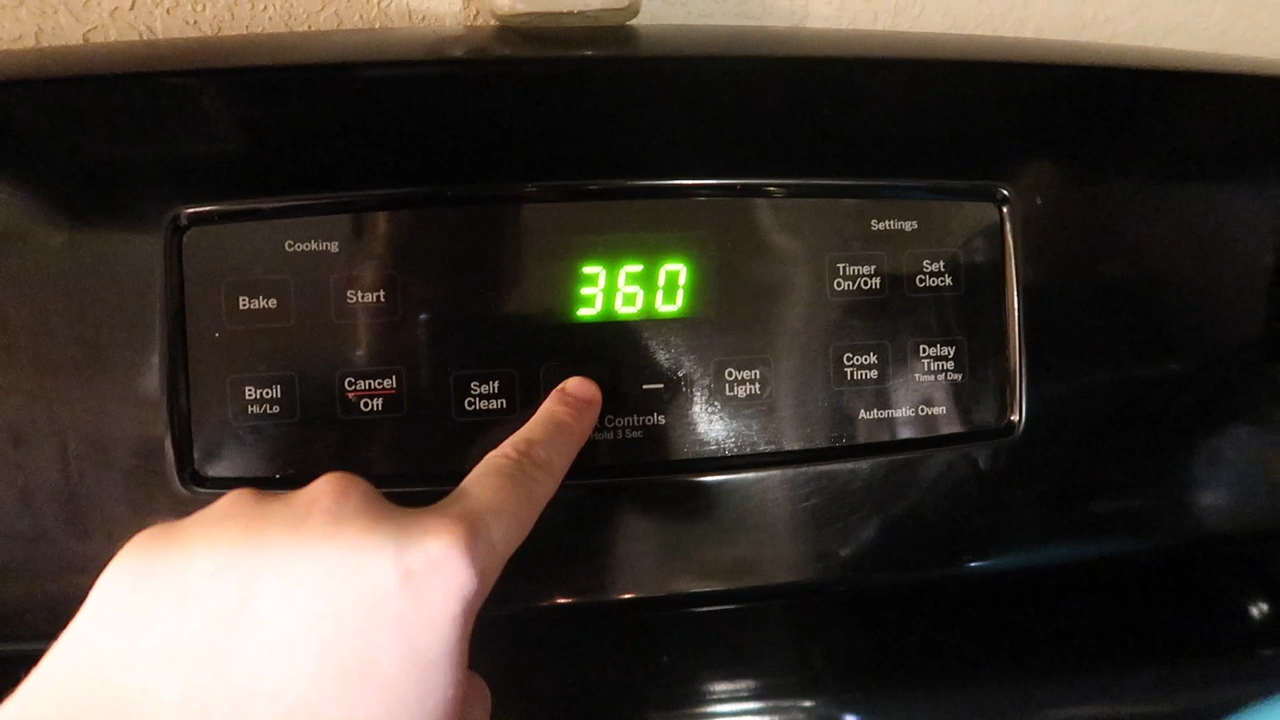 Cooking
Settings
360
Bake
Start
Timer
On/Off
Set
Clock
Broil
Hi/Lo
Cancel
Off
Self
Clean
—
Oven
Light
Cook
Time
Delay
Time
Time of Day
Controls
Hold 3 Sec
Automatic Oven